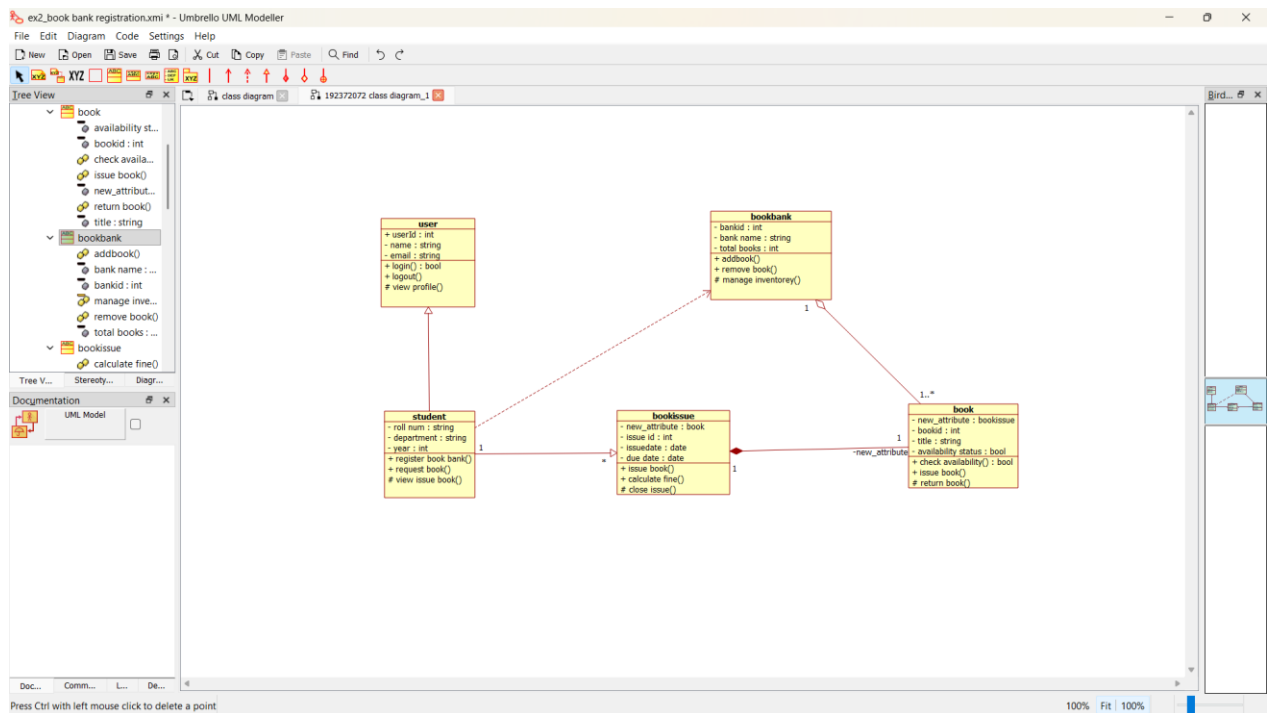 ex2_book bank registration.xmi * - Umbrello UML Modeller
File Edit Diagram Code Settings Help
New Open Save Cut Copy Paste Find
XYZ
Tree View
class diagram
192372072 class diagram_1
Bird...
book
availability st...
bookid : int
check availa...
issue book()
new_attribut...
return book()
title : string
bookbank
addbook()
bank name : ...
bankid : int
manage inve...
remove book()
total books : ...
bookissue
calculate fine()
Tree V... Stereoty... Diagr...
Documentation
UML Model
user
+ userId : int
- name : string
- email : string
+ login() : bool
+ logout()
# view profile()
bookbank
- bankid : int
- bank name : string
- total books : int
+ addbook()
+ remove book()
# manage inventorey()
1
1..*
student
- roll num : string
- department : string
- year : int
+ register book bank()
+ request book()
# view issue book()
1
*
bookissue
- new_attribute : book
- issue id : int
- issuedate : date
- due date : date
+ issue book()
+ calculate fine()
# close issue()
1
1
-new_attribute
book
- new_attribute : bookissue
- bookid : int
- title : string
- availability status : bool
+ check availability() : bool
+ issue book()
# return book()
Doc... Comm... L... De...
Press Ctrl with left mouse click to delete a point
100% Fit 100%